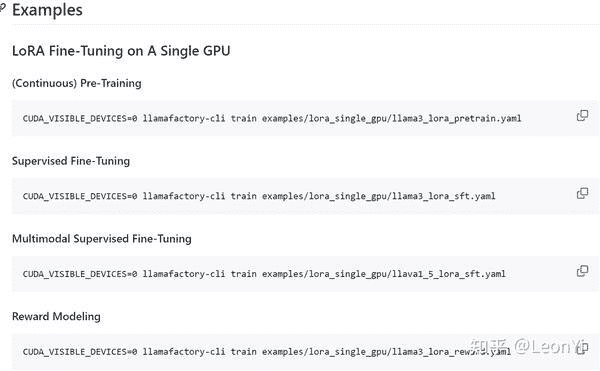 Examples
LoRA Fine-Tuning on A Single GPU
(Continuous) Pre-Training
CUDA_VISIBLE_DEVICES=0 llamafactory-cli train examples/lora_single_gpu/llama3_lora_pretrain.yaml
Supervised Fine-Tuning
CUDA_VISIBLE_DEVICES=0 llamafactory-cli train examples/lora_single_gpu/llama3_lora_sft.yaml
Multimodal Supervised Fine-Tuning
CUDA_VISIBLE_DEVICES=0 llamafactory-cli train examples/lora_single_gpu/llava1_5_lora_sft.yaml
Reward Modeling
CUDA_VISIBLE_DEVICES=0 llamafactory-cli train examples/lora_single_gpu/llama3_lora_reward.yaml
知乎 @LeonYi